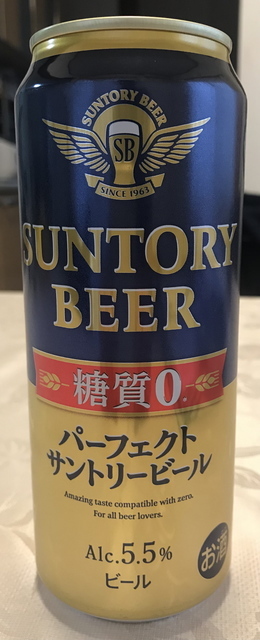 SUNTORY BEER
SB
SINCE 1963
SUNTORY
BEER
糖質0.
パーフェクト
サントリービール
Amazing taste compatible with zero.
For all beer lovers.
Alc.5.5%
ビール
お酒